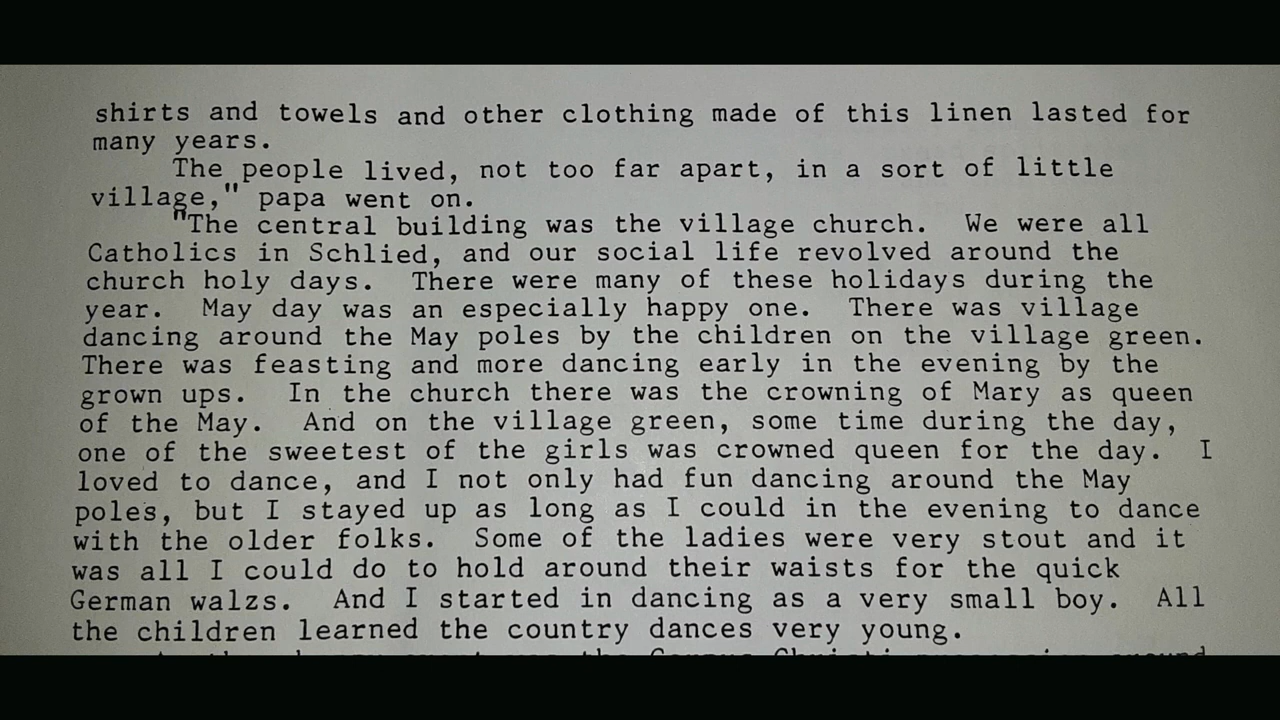 shirts and towels and other clothing made of this linen lasted for
many years.
The people lived, not too far apart, in a sort of little
village," papa went on.
"The central building was the village church.  We were all
Catholics in Schlied, and our social life revolved around the
church holy days.  There were many of these holidays during the
year.  May day was an especially happy one.  There was village
dancing around the May poles by the children on the village green.
There was feasting and more dancing early in the evening by the
grown ups.  In the church there was the crowning of Mary as queen
of the May.  And on the village green, some time during the day,
one of the sweetest of the girls was crowned queen for the day.  I
loved to dance, and I not only had fun dancing around the May
poles, but I stayed up as long as I could in the evening to dance
with the older folks.  Some of the ladies were very stout and it
was all I could do to hold around their waists for the quick
German walzs.  And I started in dancing as a very small boy.  All
the children learned the country dances very young.
the Corpus Christi procession around